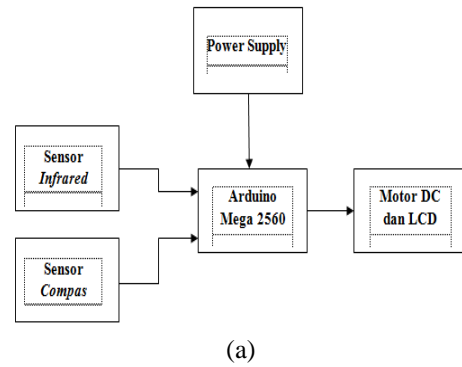 Power Supply
Sensor
Infrared
Arduino
Mega 2560
Motor DC
dan LCD
Sensor
Compas
(a)